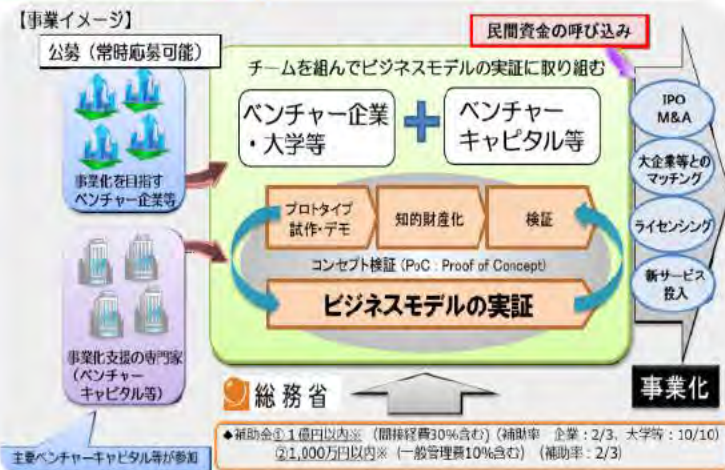 【事業イメージ】
公募（常時応募可能）
民間資金の呼び込み
チームを組んでビジネスモデルの実証に取り組む
ベンチャー企業
・大学等
ベンチャー
キャピタル等
事業化を目指す
ベンチャー企業等
プロトタイプ
試作・デモ
知的財産化
検証
コンセプト検証（PoC：Proof of Concept）
ビジネスモデルの実証
事業化支援の専門家
（ベンチャー
キャピタル等）
主要ベンチャーキャピタル等が参加
IPO
M&A
大企業等との
マッチング
ライセンシング
新サービス
投入
事業化
総務省
◆補助金①１億円以内※　（間接経費30%含む）（補助率　企業：2/3、大学等：10/10）
②1,000万円以内※　（一般管理費10%含む）　（補助率：2/3）